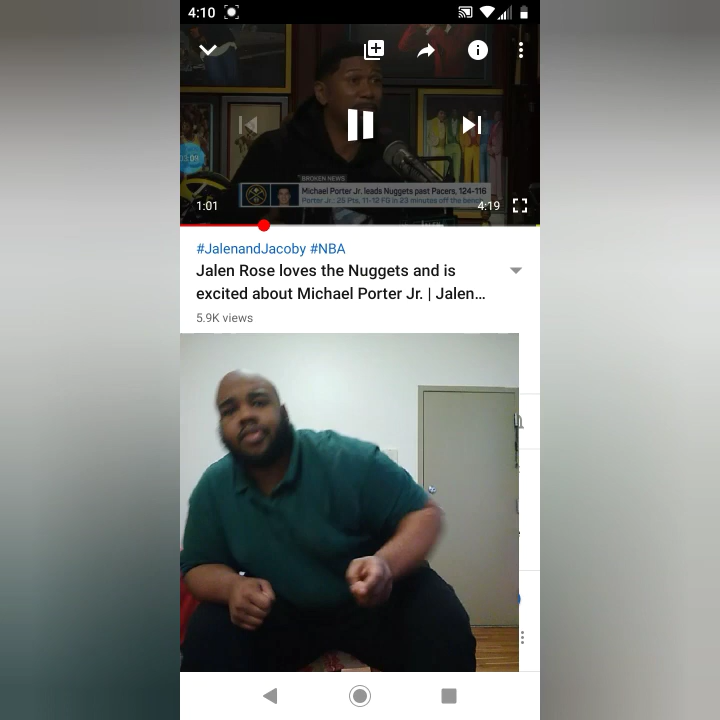 4:10
BROKEN NEWS
Michael Porter Jr. leads Nuggets past Pacers, 124-116
Porter Jr.: 25 Pts, 11-12 FG in 23 minutes off the bench
1:01
4:19
#JalenandJacoby #NBA
Jalen Rose loves the Nuggets and is
excited about Michael Porter Jr. | Jalen...
5.9K views